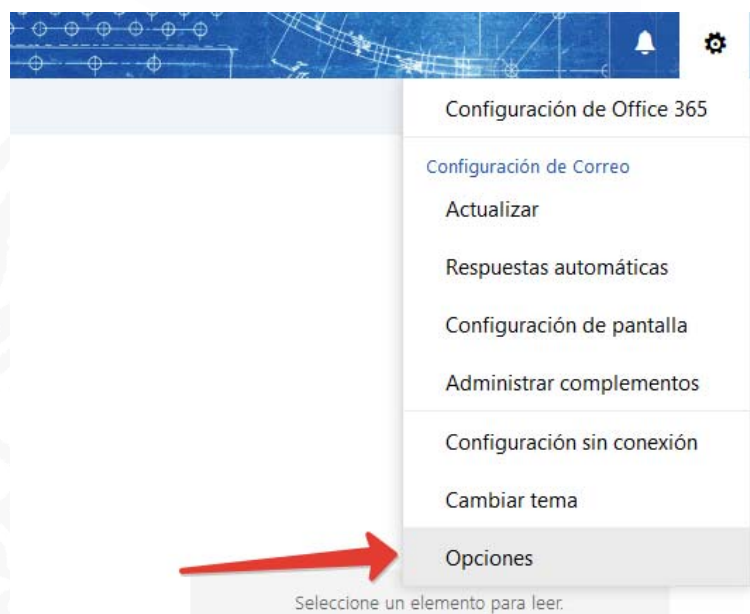 Configuración de Office 365
Configuración de Correo
Actualizar
Respuestas automáticas
Configuración de pantalla
Administrar complementos
Configuración sin conexión
Cambiar tema
Opciones
Seleccione un elemento para leer.